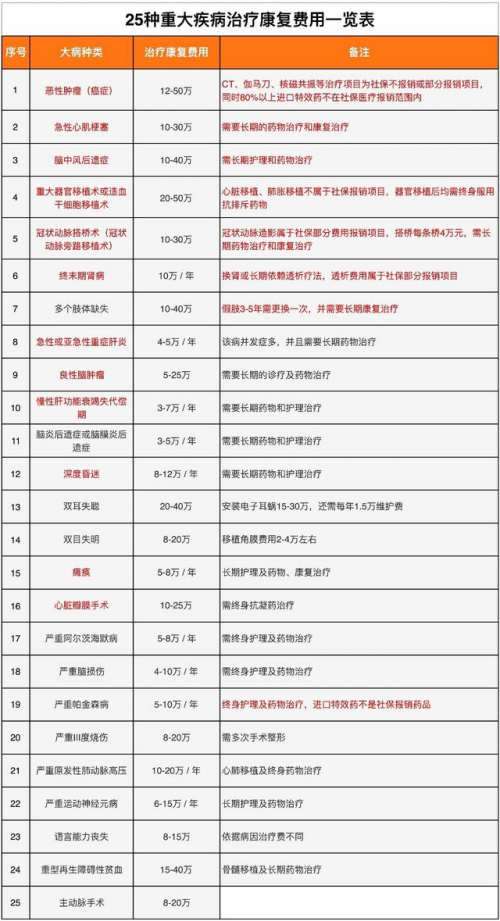 25种重大疾病治疗康复费用一览表
序号 大病种类 治疗康复费用 备注
1 恶性肿瘤（癌症） 12-50万 CT、伽马刀、核磁共振等治疗项目为社保不报销或部分报销项目，
同时80%以上进口特效药不在社保医疗报销范围内
2 急性心肌梗塞 10-30万 需要长期的药物治疗和康复治疗
3 脑中风后遗症 10-40万 需长期护理和药物治疗
4 重大器官移植术或造血
干细胞移植术 20-50万 心脏移植、肺脏移植不属于社保报销项目，器官移植后均需终身服用
抗排斥药物
5 冠状动脉搭桥术（冠状
动脉旁路移植术） 10-30万 冠状动脉造影属于社保部分费用报销项目，搭桥每条桥4万元，需长
期药物治疗和康复治疗
6 终末期肾病 10万 / 年 换肾或长期依赖透析疗法，透析费用属于社保部分报销项目
7 多个肢体缺失 10-40万 假肢3-5年需更换一次，并需要长期康复治疗
8 急性或亚急性重症肝炎 4-5万 / 年 该病并发症多，并且需要长期药物治疗
9 良性脑肿瘤 5-25万 需要长期的诊疗及药物治疗
10 慢性肝功能衰竭失代偿
期 3-7万 / 年 需要长期药物和护理治疗
11 脑炎后遗症或脑膜炎后
遗症 3-5万 / 年 需要长期药物和护理治疗
12 深度昏迷 8-12万 / 年 需要长期药物和护理治疗
13 双耳失聪 20-40万 安装电子耳蜗15-30万，还需每年1.5万维护费
14 双目失明 8-20万 移植角膜费用2-4万左右
15 瘫痪 5-8万 / 年 长期护理及药物、康复治疗
16 心脏瓣膜手术 10-25万 需终身抗凝药治疗
17 严重阿尔茨海默病 5-8万 / 年 需终身护理及药物治疗
18 严重脑损伤 4-10万 / 年 需终身护理及药物治疗
19 严重帕金森病 5-10万 / 年 终身护理及药物治疗，进口特效药不是社保报销药品
20 严重III度烧伤 8-20万 需多次手术整形
21 严重原发性肺动脉高压 10-20万 / 年 心肺移植及终身药物治疗
22 严重运动神经元病 6-15万 / 年 长期护理及药物治疗
23 语言能力丧失 8-15万 依据病因治疗费不同
24 重型再生障碍性贫血 15-40万 骨髓移植及长期药物治疗
25 主动脉手术 8-20万